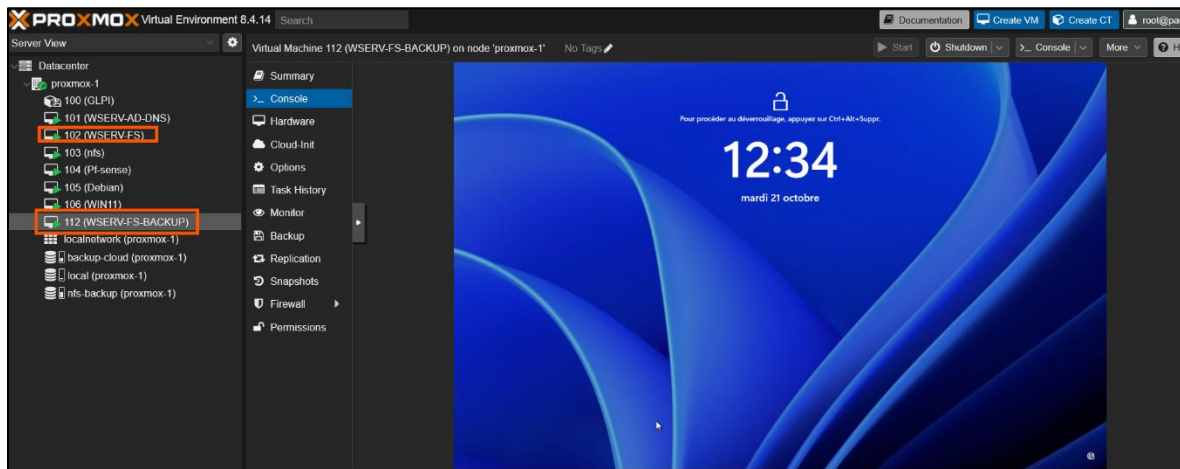 PROXMOX Virtual Environment 8.4.14 Search
Documentation Create VM Create CT root@pa
Server View
Virtual Machine 112 (WSERV-FS-BACKUP) on node 'proxmox-1' No Tags
Start Shutdown Console More
Datacenter
proxmox-1
100 (GLPI)
101 (WSERV-AD-DNS)
102 (WSERV-FS)
103 (nfs)
104 (Pf-sense)
105 (Debian)
106 (WIN11)
112 (WSERV-FS-BACKUP)
localnetwork (proxmox-1)
backup-cloud (proxmox-1)
local (proxmox-1)
nfs-backup (proxmox-1)
Summary
Console
Hardware
Cloud-Init
Options
Task History
Monitor
Backup
Replication
Snapshots
Firewall
Permissions
Pour procéder au déverrouillage, appuyez sur Ctrl+Alt+Suppr.
12:34
mardi 21 octobre